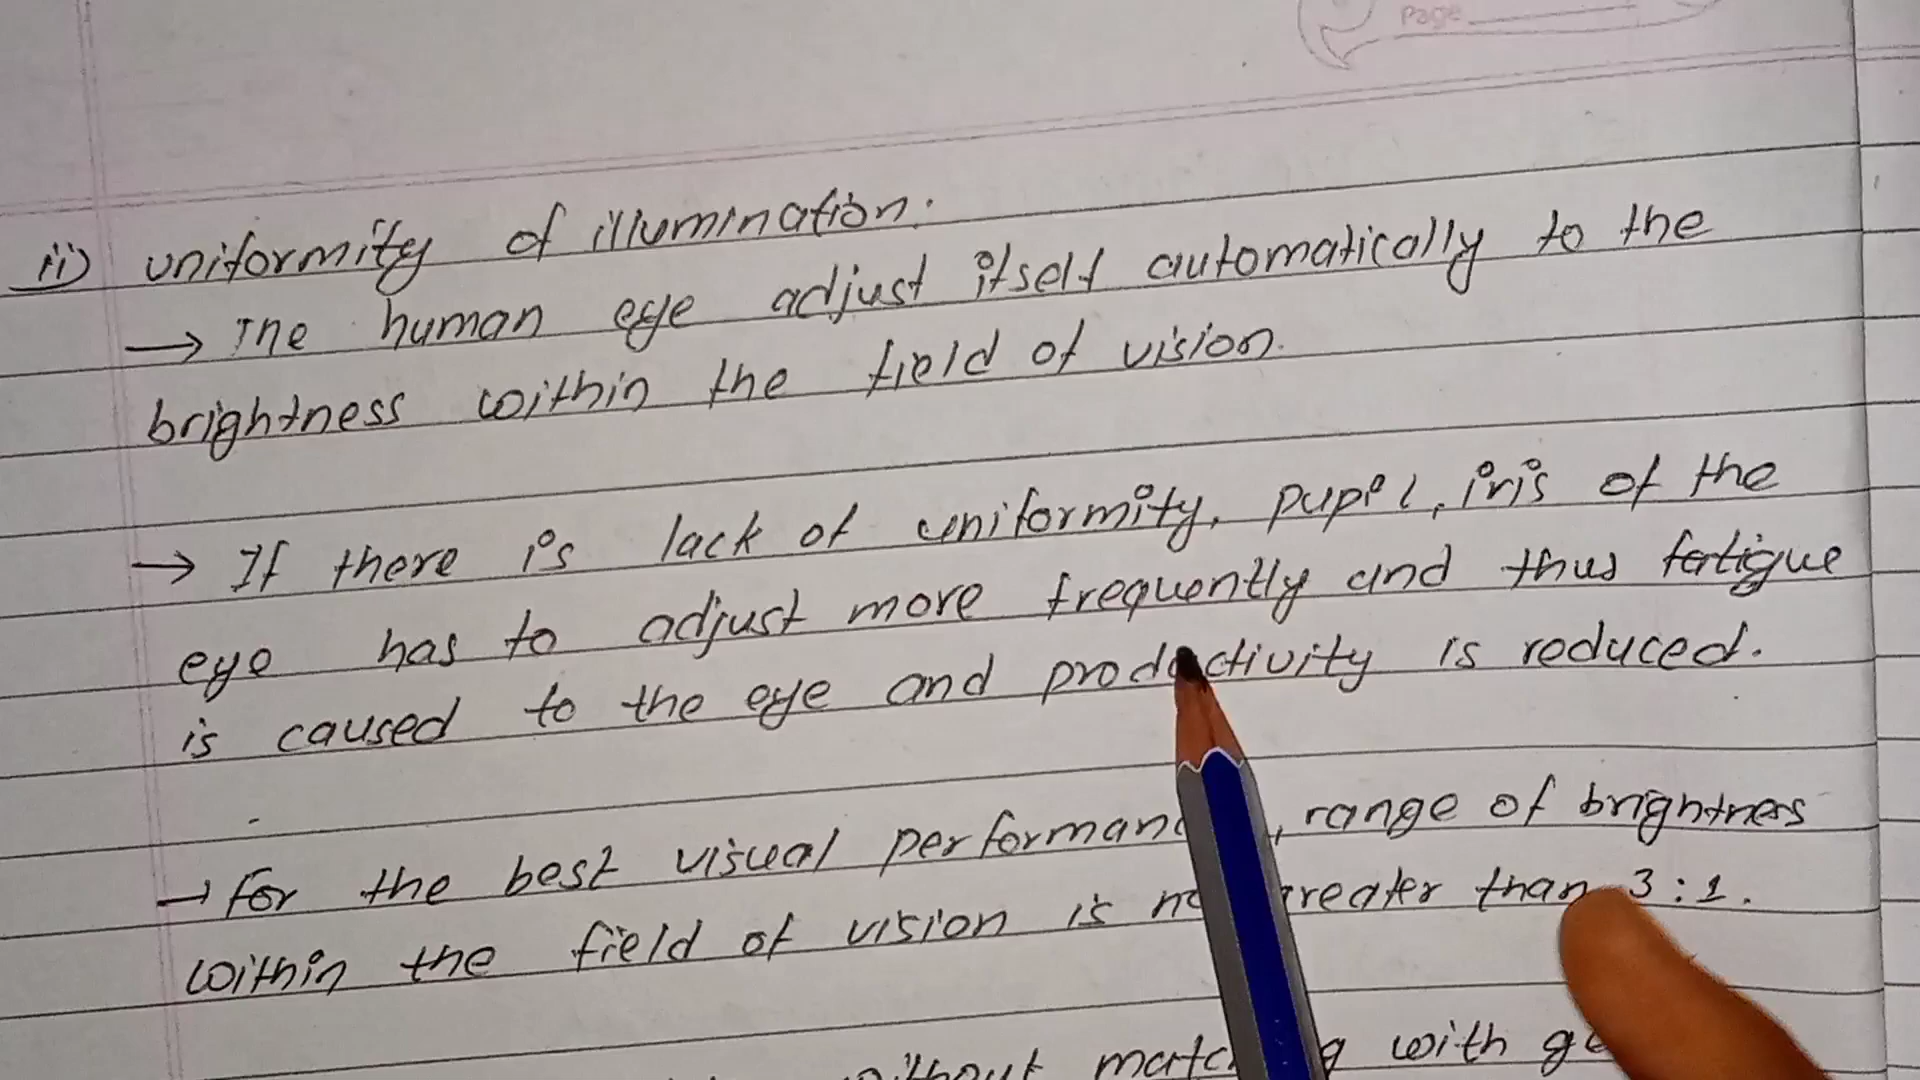 Page
ii) uniformity of illumination.
→ The human eye adjust itself automatically to the
brightness within the field of vision.
→ If there is lack of uniformity, pupil, iris of the
eye has to adjust more frequently and thus fatigue
is caused to the eye and productivity is reduced.
→ for the best visual performan , range of brightness
within the field of vision is no greater than 3:1.
with g